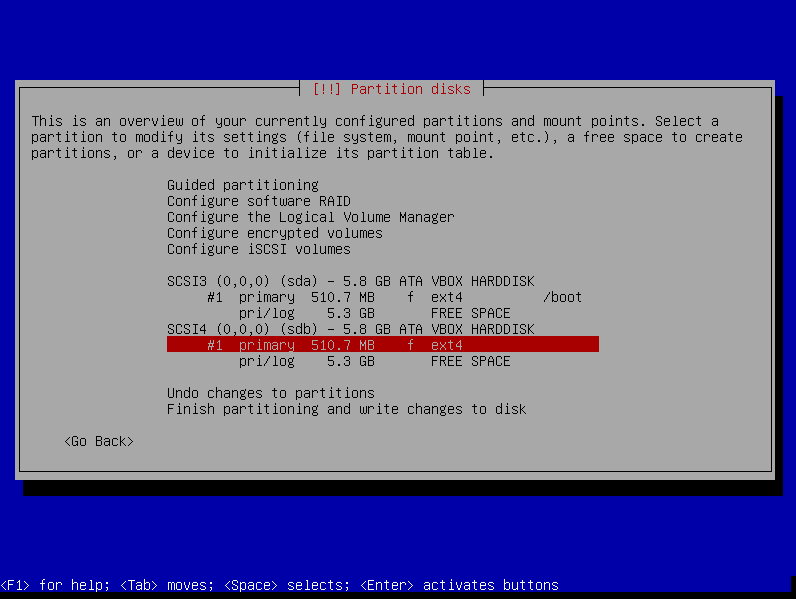 [!!] Partition disks
This is an overview of your currently configured partitions and mount points. Select a
partition to modify its settings (file system, mount point, etc.), a free space to create
partitions, or a device to initialize its partition table.
Guided partitioning
Configure software RAID
Configure the Logical Volume Manager
Configure encrypted volumes
Configure iSCSI volumes
SCSI3 (0,0,0) (sda) - 5.8 GB ATA VBOX HARDDISK
#1 primary 510.7 MB f ext4 /boot
pri/log 5.3 GB FREE SPACE
SCSI4 (0,0,0) (sdb) - 5.8 GB ATA VBOX HARDDISK
#1 primary 510.7 MB f ext4
pri/log 5.3 GB FREE SPACE
Undo changes to partitions
Finish partitioning and write changes to disk
<Go Back>
<F1> for help; <Tab> moves; <Space> selects; <Enter> activates buttons